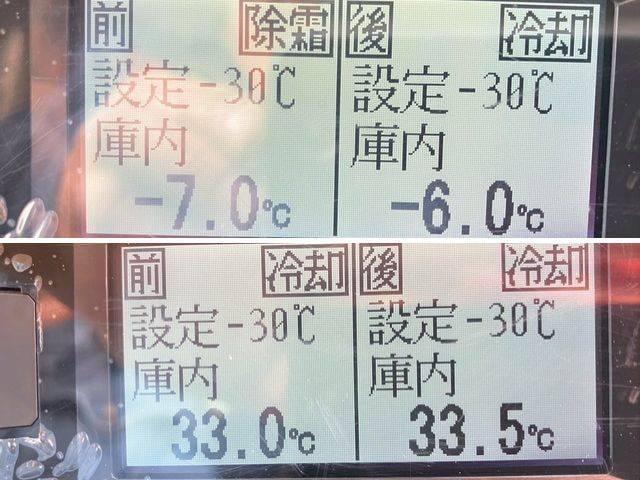 前 除霜 後 冷却
設定-30℃ 設定-30℃
庫内 庫内
-7.0℃ -6.0℃
前 冷却 後 冷却
設定-30℃ 設定-30℃
庫内 庫内
33.0℃ 33.5℃